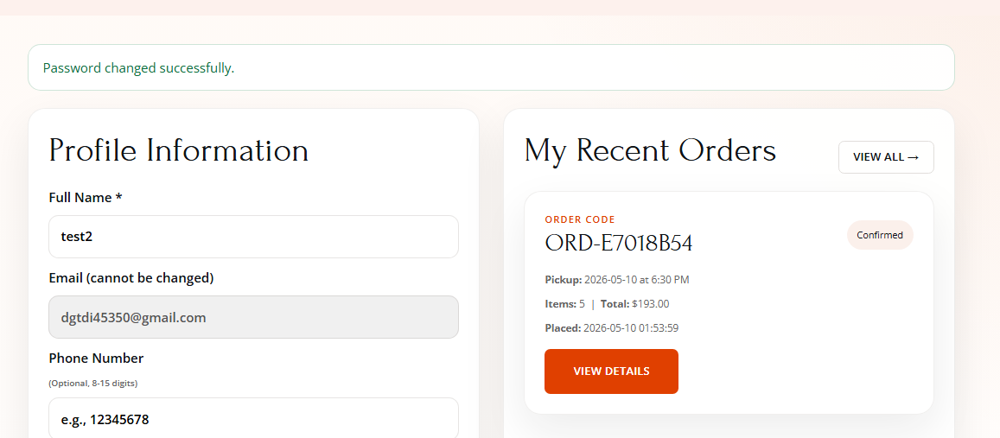 Password changed successfully.
Profile Information
Full Name *
test2
Email (cannot be changed)
dgtdi45350@gmail.com
Phone Number
(Optional, 8-15 digits)
e.g., 12345678
My Recent Orders
VIEW ALL →
ORDER CODE
ORD-E7018B54
Confirmed
Pickup: 2026-05-10 at 6:30 PM
Items: 5 | Total: $193.00
Placed: 2026-05-10 01:53:59
VIEW DETAILS